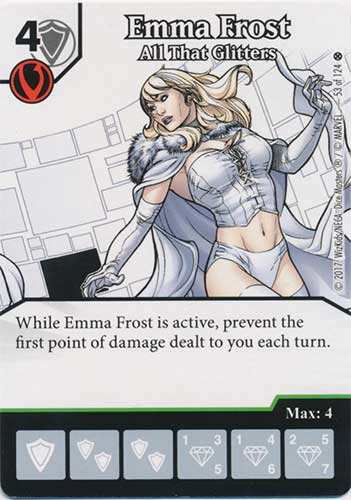 4
Emma Frost
All That Glitters
53 of 124
© 2017 WizKids/NECA "Dice Masters ®" / © MARVEL
While Emma Frost is active, prevent the
first point of damage dealt to you each turn.
Max: 4
1 3 5
1 4 6
2 5 7